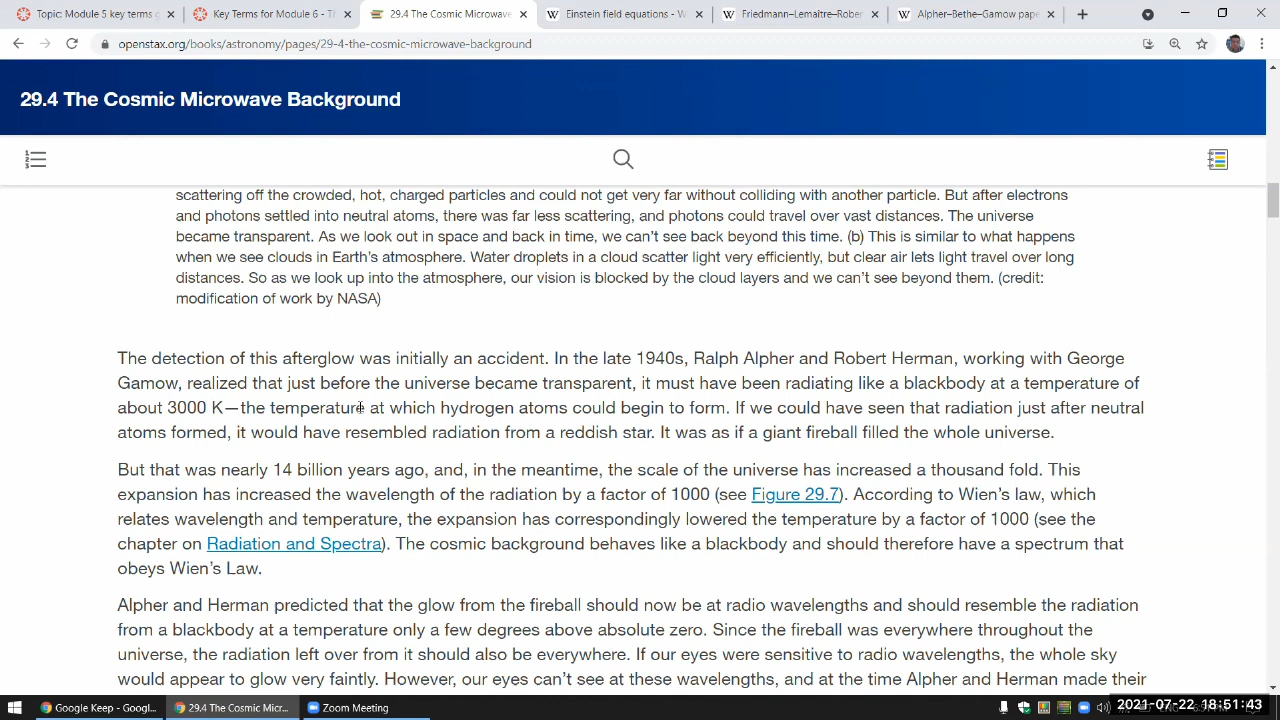 Topic: Module 5 key terms g
Key Terms for Module 6 - Th
29.4 The Cosmic Microwave
Einstein field equations - W
Friedmann–Lemaître–Rober
Alpher–Bethe–Gamow pape
openstax.org/books/astronomy/pages/29-4-the-cosmic-microwave-background
29.4 The Cosmic Microwave Background
scattering off the crowded, hot, charged particles and could not get very far without colliding with another particle. But after electrons
and photons settled into neutral atoms, there was far less scattering, and photons could travel over vast distances. The universe
became transparent. As we look out in space and back in time, we can't see back beyond this time. (b) This is similar to what happens
when we see clouds in Earth's atmosphere. Water droplets in a cloud scatter light very efficiently, but clear air lets light travel over long
distances. So as we look up into the atmosphere, our vision is blocked by the cloud layers and we can't see beyond them. (credit:
modification of work by NASA)
The detection of this afterglow was initially an accident. In the late 1940s, Ralph Alpher and Robert Herman, working with George
Gamow, realized that just before the universe became transparent, it must have been radiating like a blackbody at a temperature of
about 3000 K—the temperature at which hydrogen atoms could begin to form. If we could have seen that radiation just after neutral
atoms formed, it would have resembled radiation from a reddish star. It was as if a giant fireball filled the whole universe.
But that was nearly 14 billion years ago, and, in the meantime, the scale of the universe has increased a thousand fold. This
expansion has increased the wavelength of the radiation by a factor of 1000 (see Figure 29.7). According to Wien's law, which
relates wavelength and temperature, the expansion has correspondingly lowered the temperature by a factor of 1000 (see the
chapter on Radiation and Spectra). The cosmic background behaves like a blackbody and should therefore have a spectrum that
obeys Wien's Law.
Alpher and Herman predicted that the glow from the fireball should now be at radio wavelengths and should resemble the radiation
from a blackbody at a temperature only a few degrees above absolute zero. Since the fireball was everywhere throughout the
universe, the radiation left over from it should also be everywhere. If our eyes were sensitive to radio wavelengths, the whole sky
would appear to glow very faintly. However, our eyes can't see at these wavelengths, and at the time Alpher and Herman made their
Google Keep - Googl...
29.4 The Cosmic Micr...
Zoom Meeting
2021-07-22 18:51:43